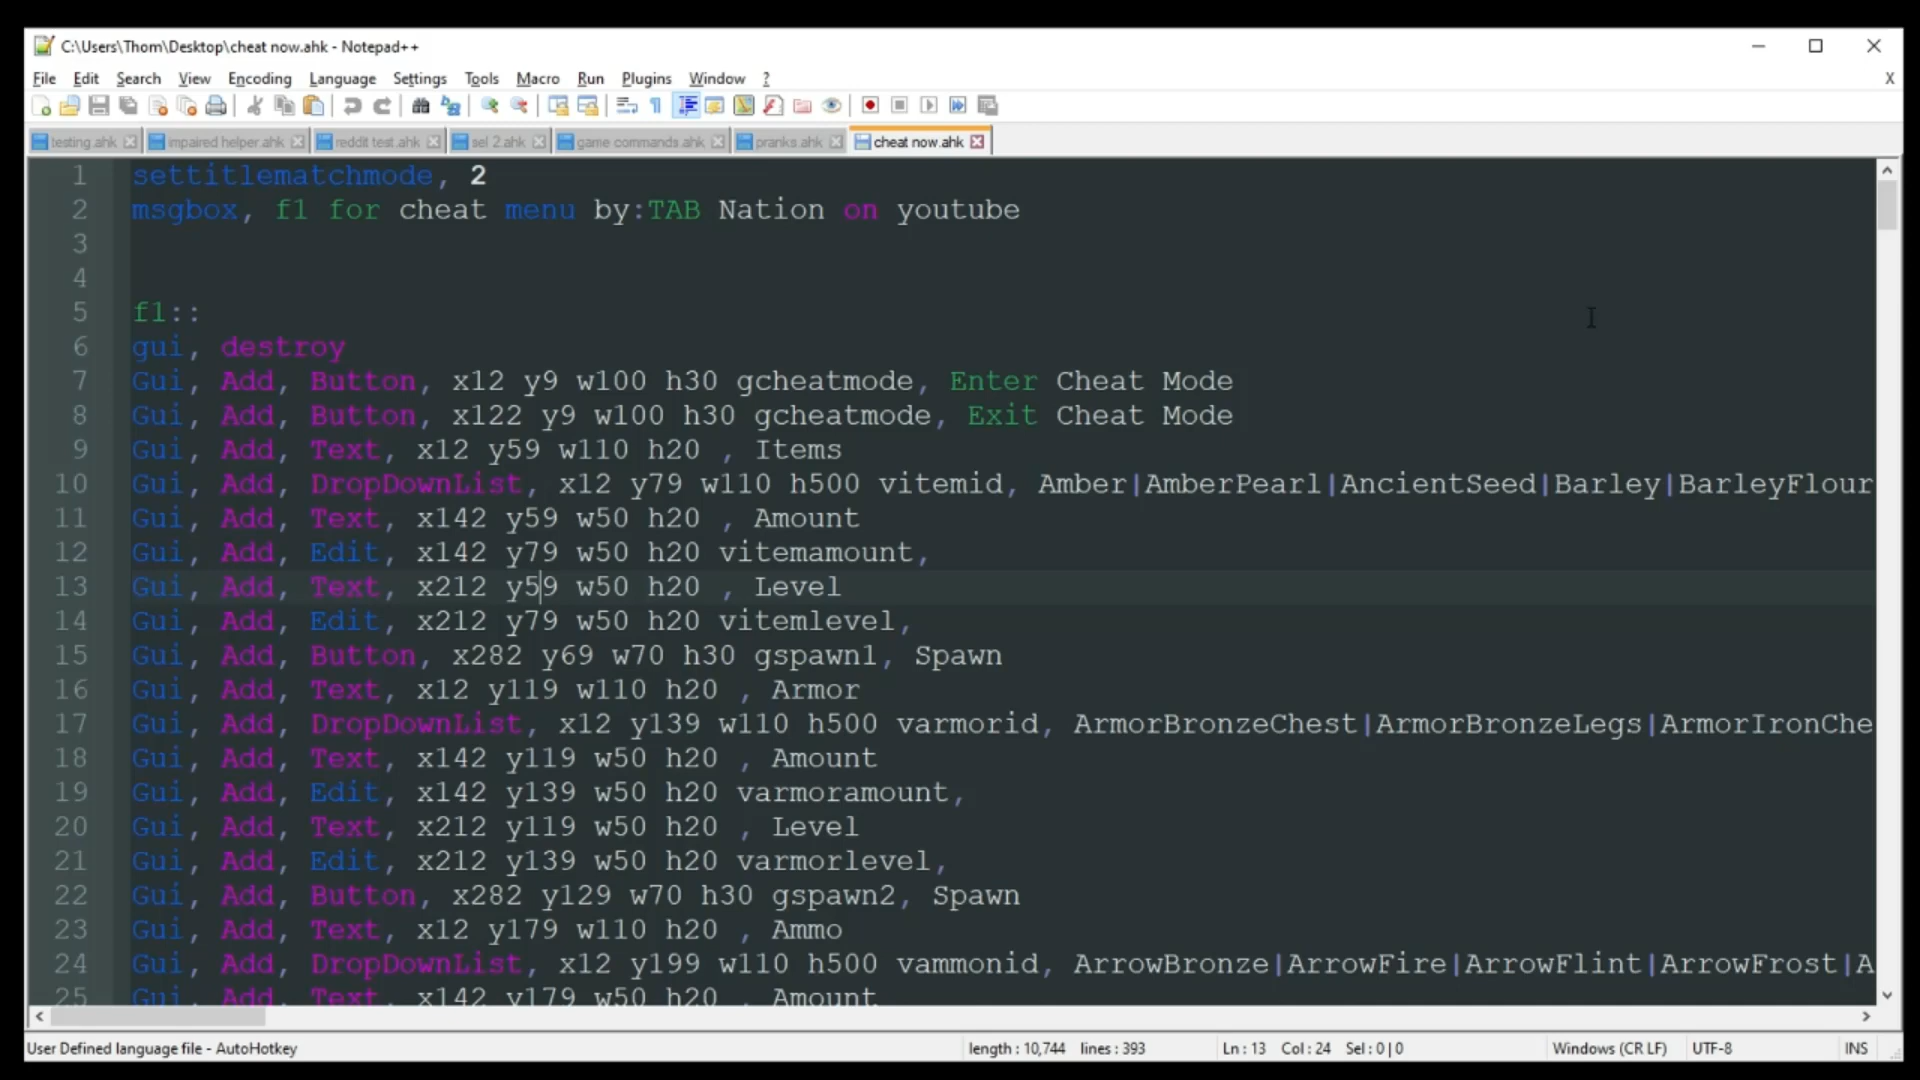 C:\Users\Thom\Desktop\cheat now.ahk - Notepad++
File Edit Search View Encoding Language Settings Tools Macro Run Plugins Window ? X
testing.ahk impaired helper.ahk reddit test.ahk sel 2.ahk game commands.ahk pranks.ahk cheat now.ahk
1 settitlematchmode, 2
2 msgbox, f1 for cheat menu by:TAB Nation on youtube
3
4
5 f1::
6 gui, destroy
7 Gui, Add, Button, x12 y9 w100 h30 gcheatmode, Enter Cheat Mode
8 Gui, Add, Button, x122 y9 w100 h30 gcheatmode, Exit Cheat Mode
9 Gui, Add, Text, x12 y59 w110 h20 , Items
10 Gui, Add, DropDownList, x12 y79 w110 h500 vitemid, Amber|AmberPearl|AncientSeed|Barley|BarleyFlour
11 Gui, Add, Text, x142 y59 w50 h20 , Amount
12 Gui, Add, Edit, x142 y79 w50 h20 vitemamount,
13 Gui, Add, Text, x212 y59 w50 h20 , Level
14 Gui, Add, Edit, x212 y79 w50 h20 vitemlevel,
15 Gui, Add, Button, x282 y69 w70 h30 gspawn1, Spawn
16 Gui, Add, Text, x12 y119 w110 h20 , Armor
17 Gui, Add, DropDownList, x12 y139 w110 h500 varmorid, ArmorBronzeChest|ArmorBronzeLegs|ArmorIronChe
18 Gui, Add, Text, x142 y119 w50 h20 , Amount
19 Gui, Add, Edit, x142 y139 w50 h20 varmoramount,
20 Gui, Add, Text, x212 y119 w50 h20 , Level
21 Gui, Add, Edit, x212 y139 w50 h20 varmorlevel,
22 Gui, Add, Button, x282 y129 w70 h30 gspawn2, Spawn
23 Gui, Add, Text, x12 y179 w110 h20 , Ammo
24 Gui, Add, DropDownList, x12 y199 w110 h500 vammonid, ArrowBronze|ArrowFire|ArrowFlint|ArrowFrost|A
25 Gui, Add, Text, x142 y179 w50 h20 , Amount
User Defined language file - AutoHotkey length : 10,744 lines : 393 Ln : 13 Col : 24 Sel : 0 | 0 Windows (CR LF) UTF-8 INS